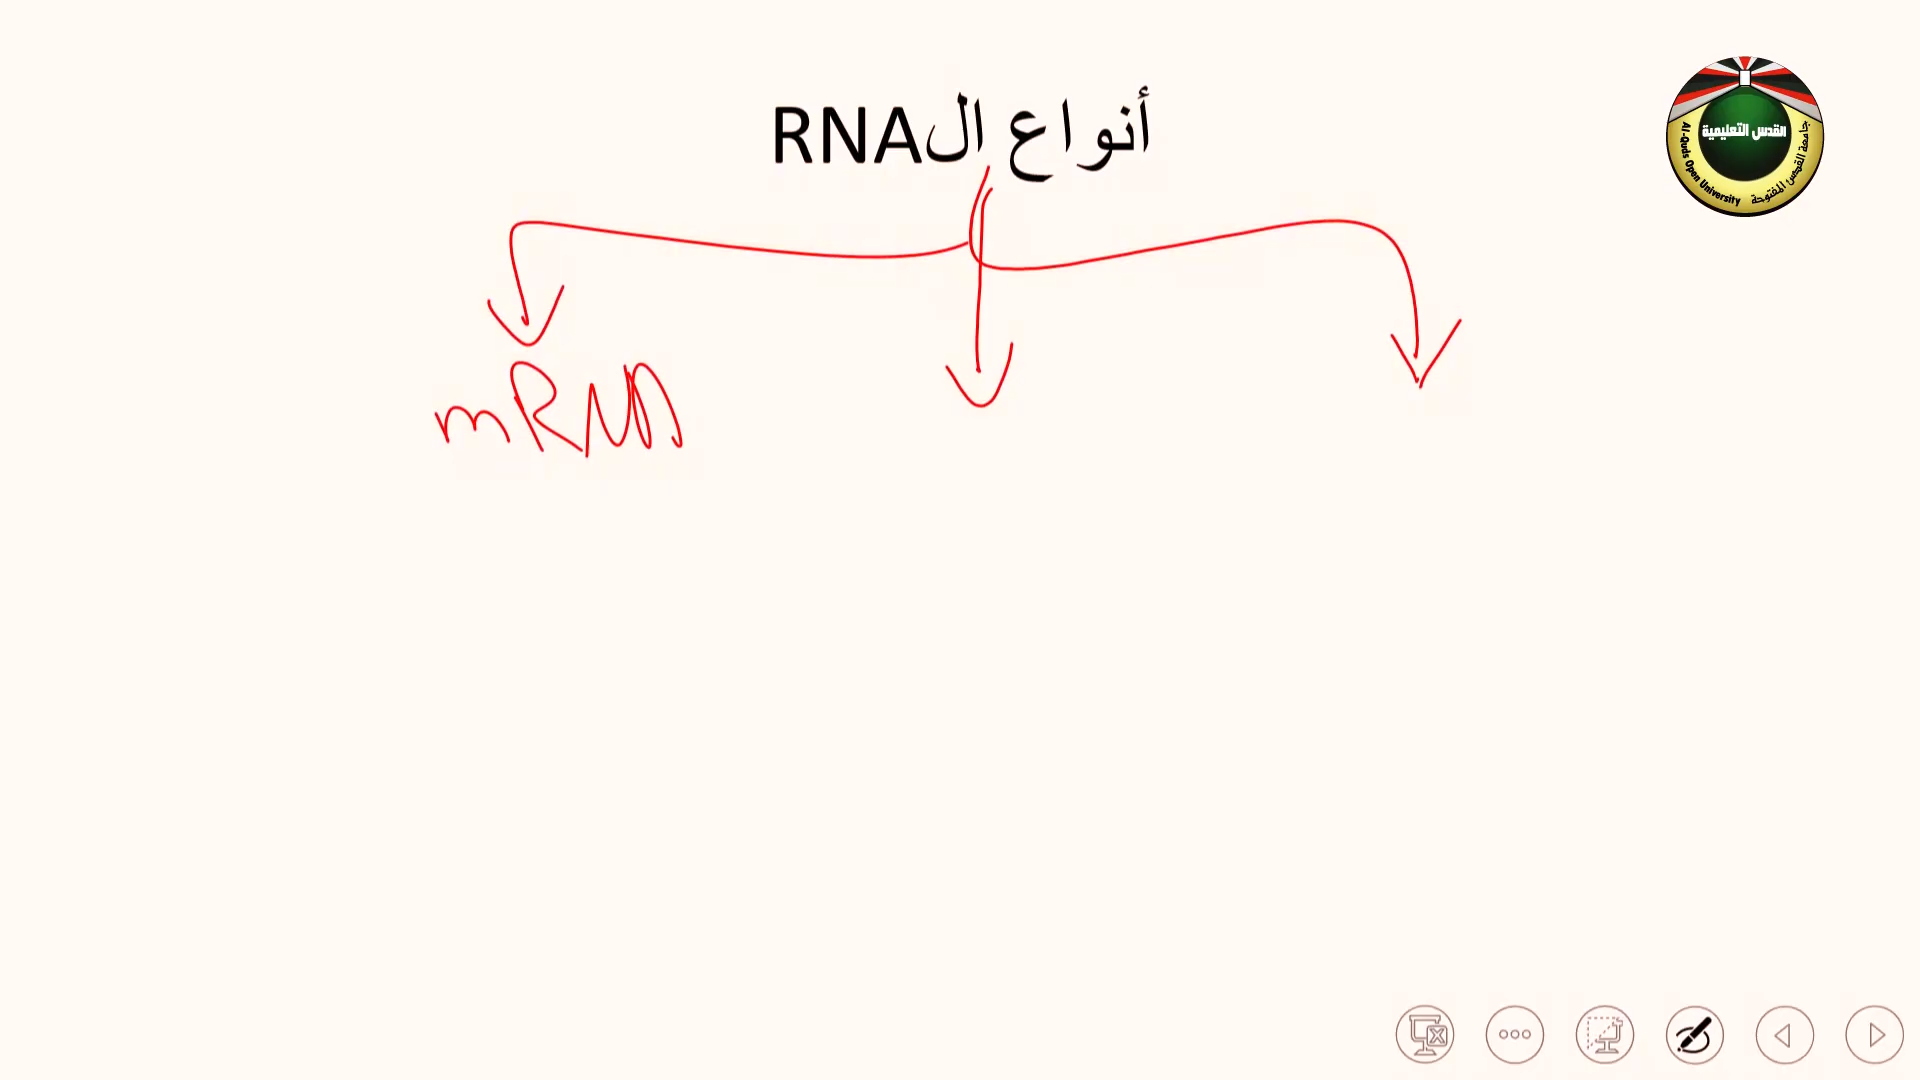 أنواع الRNA
القدس التعليمية
جامعة القدس المفتوحة
Al-Quds Open University
mRNA